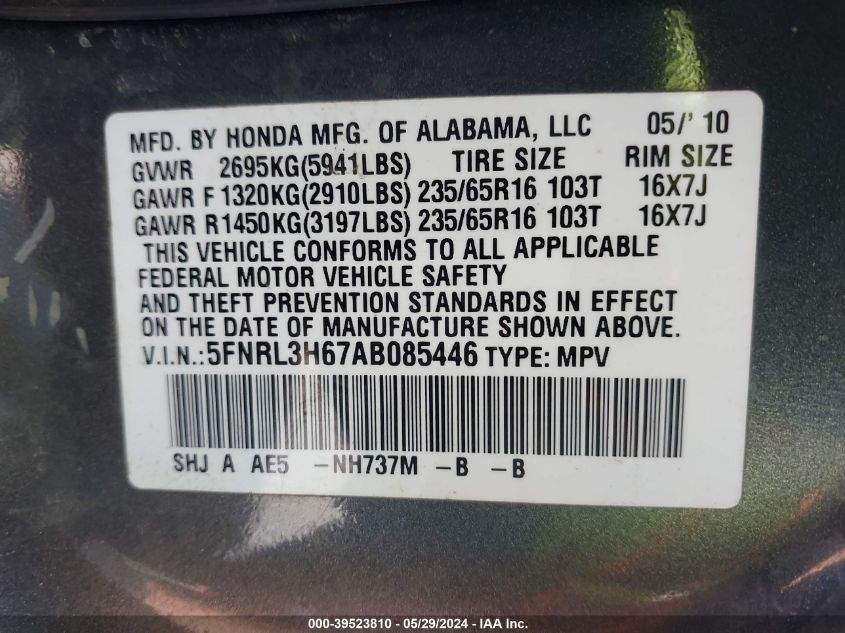 MFD. BY HONDA MFG. OF ALABAMA, LLC 05/' 10
GVWR 2695KG(5941LBS) TIRE SIZE RIM SIZE
GAWR F 1320KG(2910LBS) 235/65R16 103T 16X7J
GAWR R1450KG(3197LBS) 235/65R16 103T 16X7J
THIS VEHICLE CONFORMS TO ALL APPLICABLE
FEDERAL MOTOR VEHICLE SAFETY
AND THEFT PREVENTION STANDARDS IN EFFECT
ON THE DATE OF MANUFACTURE SHOWN ABOVE.
V.I.N.:5FNRL3H67AB085446 TYPE: MPV
SHJ A AE5 -NH737M -B -B
000-39523810 - 05/29/2024 - IAA Inc.